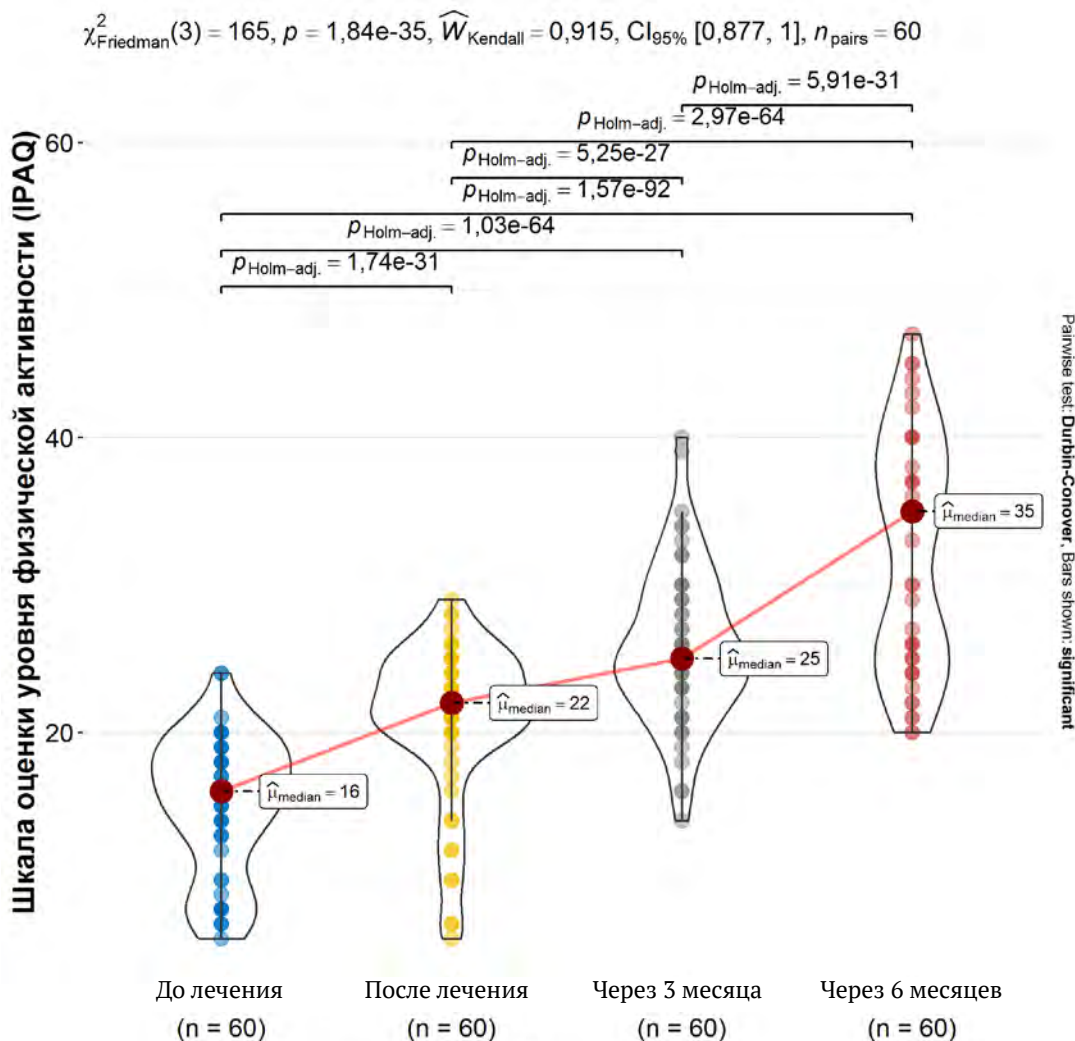 χ²Friedman(3) = 165, p = 1,84e-35, ŴKendall = 0,915, CI95% [0,877, 1], npairs = 60
pHolm–adj. = 5,91e-31
pHolm–adj. = 2,97e-64
pHolm–adj. = 5,25e-27
pHolm–adj. = 1,57e-92
pHolm–adj. = 1,03e-64
pHolm–adj. = 1,74e-31
Шкала оценки уровня физической активности (IPAQ)
60
40
20
μ̂median = 16
μ̂median = 22
μ̂median = 25
μ̂median = 35
Pairwise test: Durbin-Conover, Bars shown: significant
До лечения
(n = 60)
После лечения
(n = 60)
Через 3 месяца
(n = 60)
Через 6 месяцев
(n = 60)